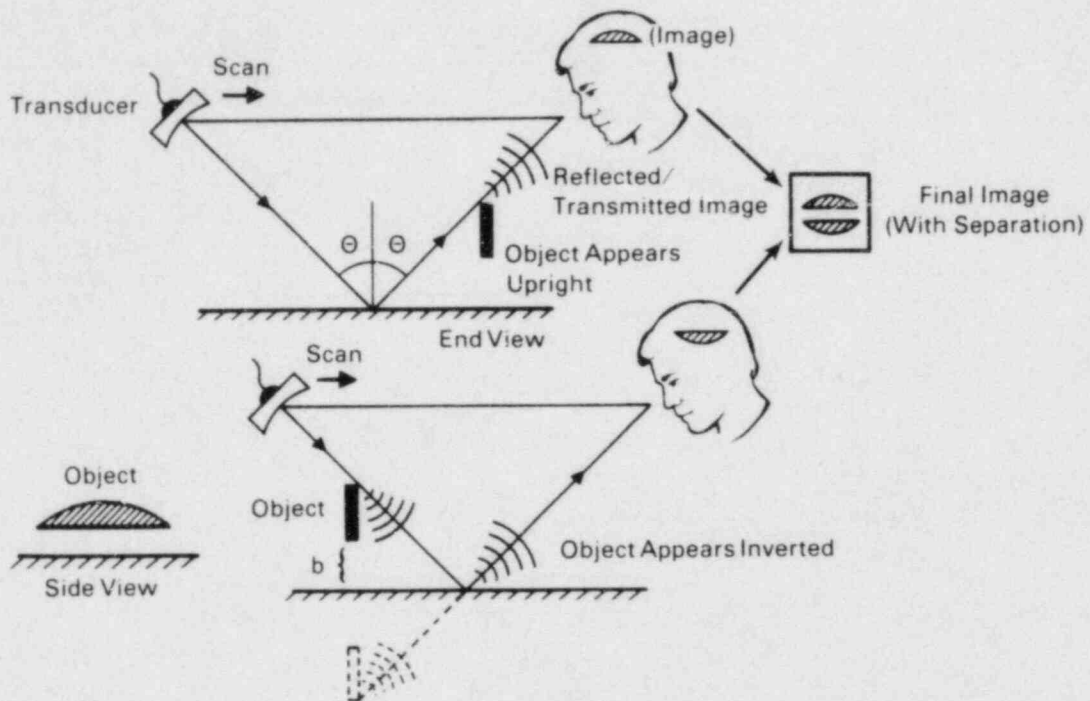 (Image)
Scan
Transducer
Reflected/
Transmitted Image
Final Image
(With Separation)
Θ Θ
Object Appears
Upright
End View
Scan
Object
Object
Object Appears Inverted
b
Side View